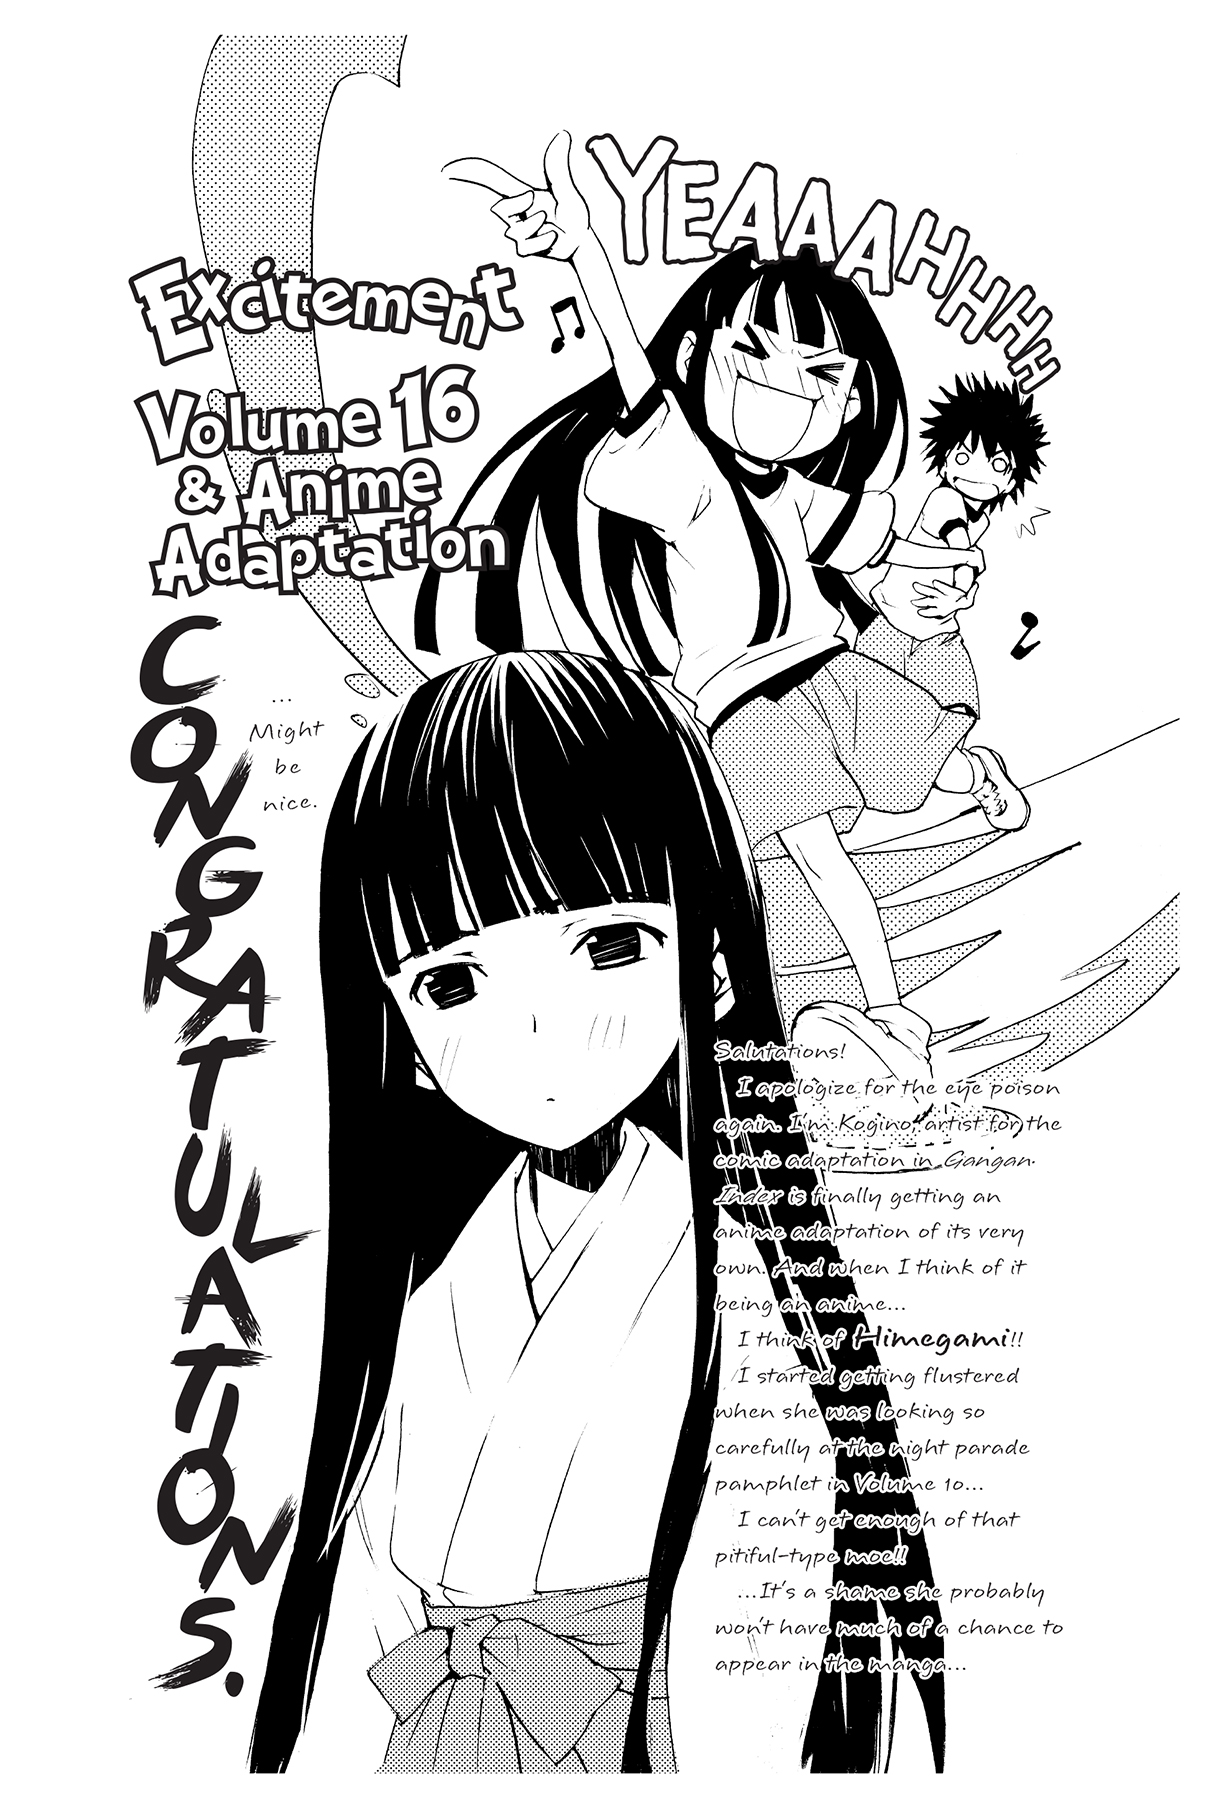 YEAAAHHHHH
Excitement
Volume 16
& Anime
Adaptation
CONGRATULATIONS.
...
Might
be
nice.
Salutations!
I apologize for the eye poison
again. I'm Kogino, artist for the
comic adaptation in Gangan.
Index is finally getting an
anime adaptation of its very
own. And when I think of it
being an anime...
I think of Himegami!!
I started getting flustered
when she was looking so
carefully at the night parade
pamphlet in Volume 10...
I can't get enough of that
pitiful-type moe!!
...It's a shame she probably
won't have much of a chance to
appear in the manga...